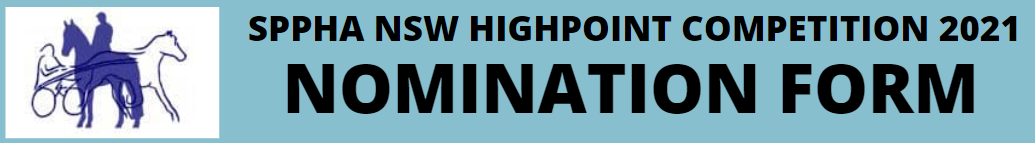 SPPHA NSW HIGHPOINT COMPETITION 2021
NOMINATION FORM